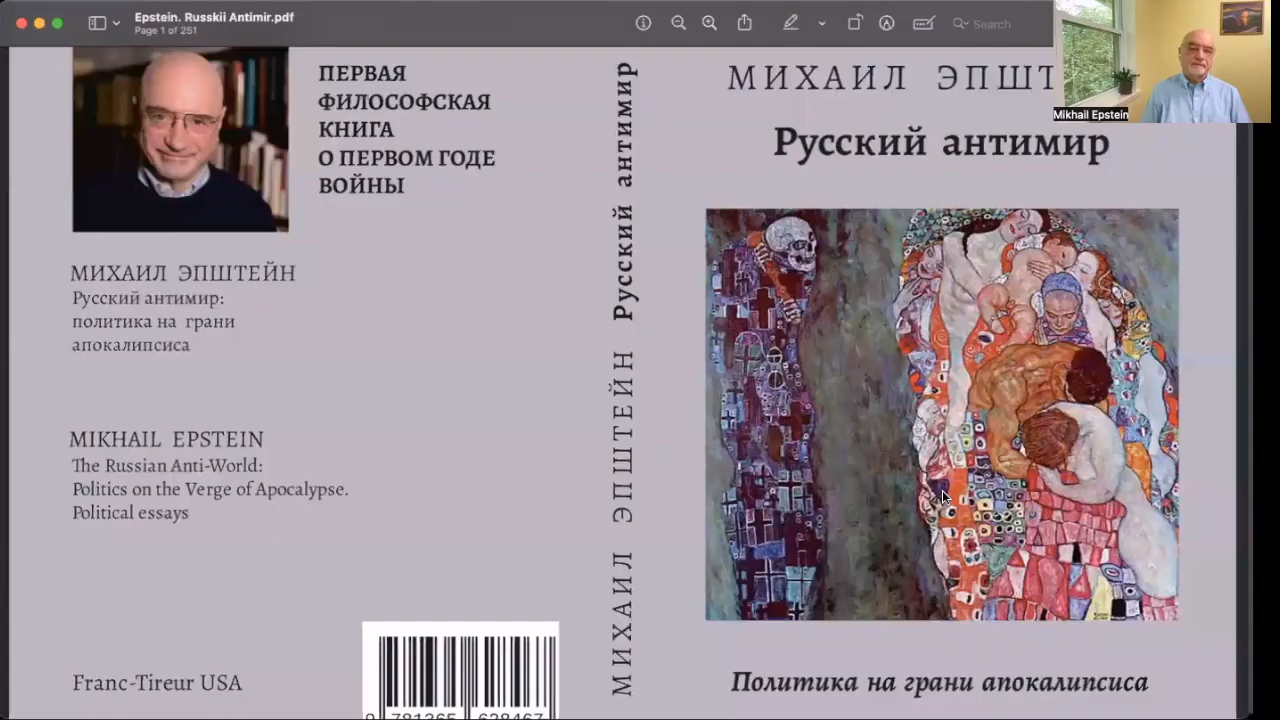 Epstein. Russkii Antimir.pdf
Page 1 of 251
Search
Mikhail Epstein
ПЕРВАЯ
ФИЛОСОФСКАЯ
КНИГА
О ПЕРВОМ ГОДЕ
ВОЙНЫ
МИХАИЛ ЭПШТЕЙН
Русский антимир:
политика на грани
апокалипсиса
MIKHAIL EPSTEIN
The Russian Anti-World:
Politics on the Verge of Apocalypse.
Political essays
Franc-Tireur USA
МИХАИЛ ЭПШТЕЙН Русский антимир
МИХАИЛ ЭПШТ
Русский антимир
Политика на грани апокалипсиса